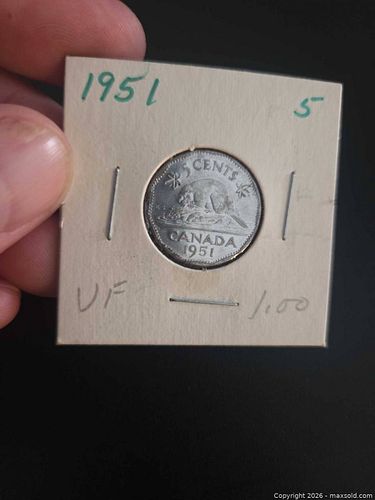 1951 5
5 CENTS
CANADA
1951
VF 1.00
Copyright 2026 - maxsold.com